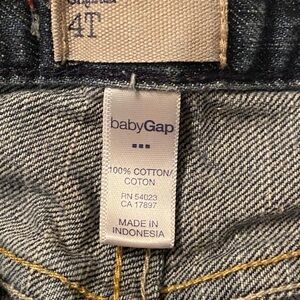 4T
babyGap
100% COTTON/
COTON
RN 54023
CA 17897
MADE IN
INDONESIA